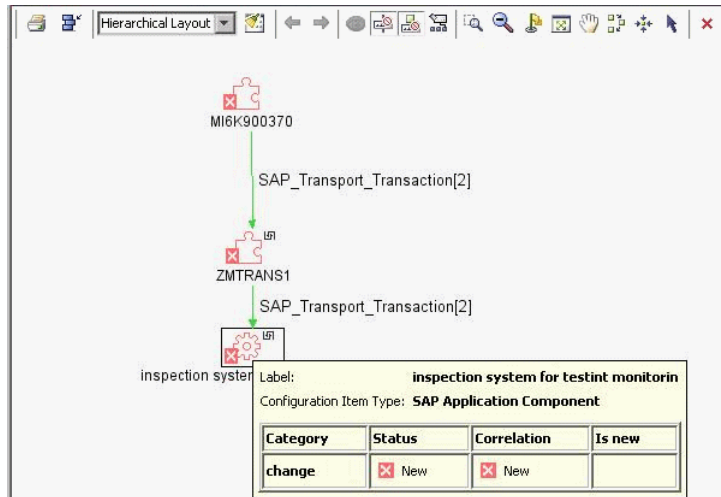 Hierarchical Layout
MI6K900370
SAP_Transport_Transaction[2]
ZMTRANS1
SAP_Transport_Transaction[2]
inspection system
Label: inspection system for testint monitorin
Configuration Item Type: SAP Application Component
Category Status Correlation Is new
change New New